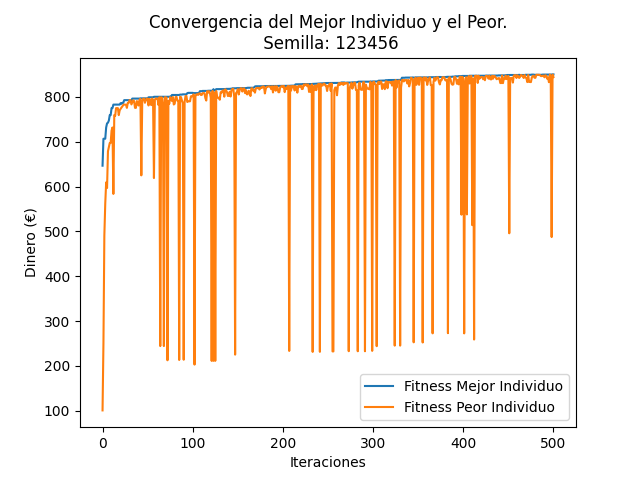 Convergencia del Mejor Individuo y el Peor.
Semilla: 123456
Dinero (€)
800
700
600
500
400
300
200
100
0
100
200
300
400
500
Iteraciones
Fitness Mejor Individuo
Fitness Peor Individuo